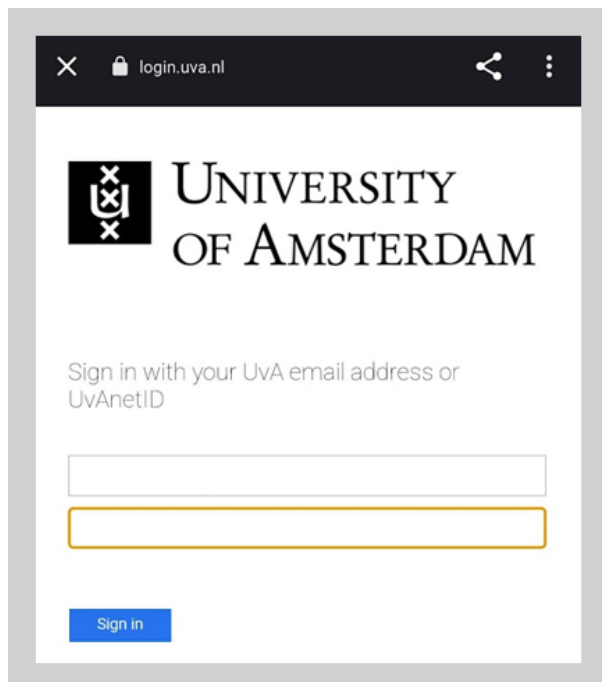 login.uva.nl
UNIVERSITY
OF AMSTERDAM
Sign in with your UvA email address or
UvAnetID
Sign in